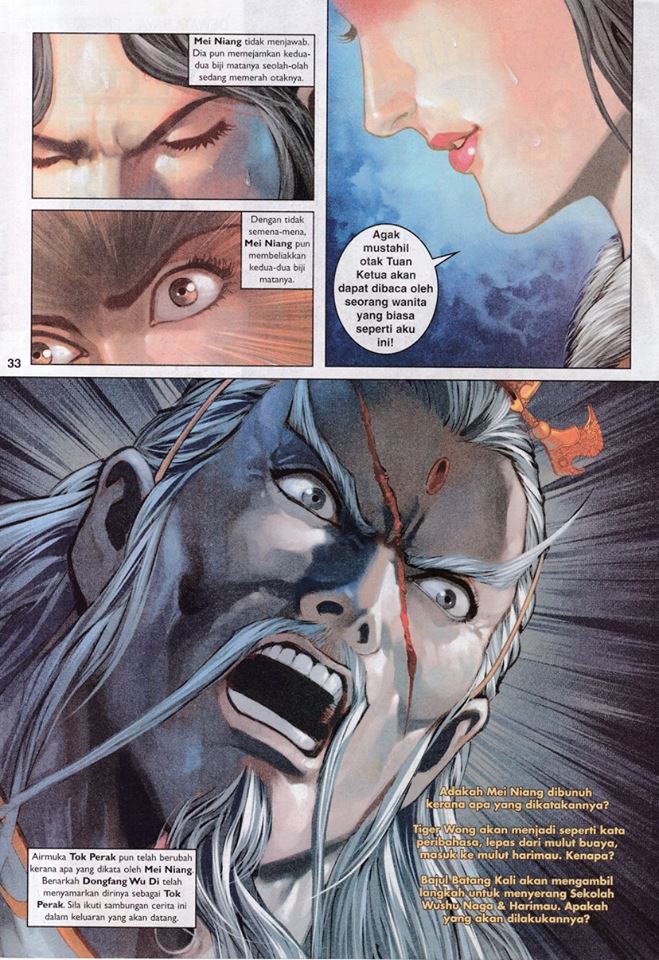 Mei Niang tidak menjawab.
Dia pun memejamkan kedua-
dua biji matanya seolah-olah
sedang memerah otaknya.
Dengan tidak
semena-mena,
Mei Niang pun
membeliakkan
kedua-dua biji
matanya.
Agak
mustahil
otak Tuan
Ketua akan
dapat dibaca oleh
seorang wanita
yang biasa
seperti aku
ini!
33
Adakah Mei Niang dibunuh
kerana apa yang dikatakannya?
Tiger Wong akan menjadi seperti kata
peribahasa, lepas dari mulut buaya,
masuk ke mulut harimau. Kenapa?
Bajul Batang Kali akan mengambil
langkah untuk menyerang Sekolah
Wushu Naga & Harimau. Apakah
yang akan dilakukannya?
Airmuka Tok Perak pun telah berubah
kerana apa yang dikata oleh Mei Niang.
Benarkah Dongfang Wu Di telah
menyamarkan dirinya sebagai Tok
Perak. Sila ikuti sambungan cerita ini
dalam keluaran yang akan datang.